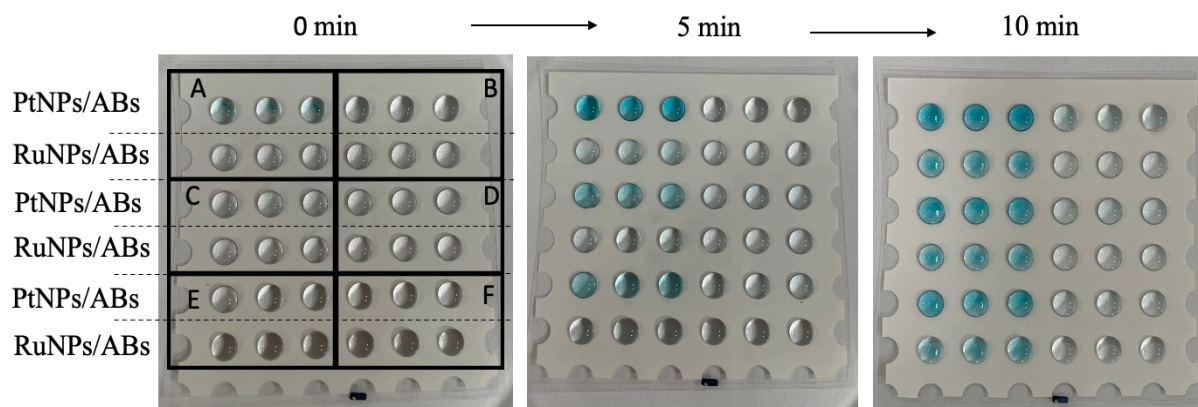 0 min 5 min 10 min
PtNPs/ABs A B
RuNPs/ABs
PtNPs/ABs C D
RuNPs/ABs
PtNPs/ABs E F
RuNPs/ABs